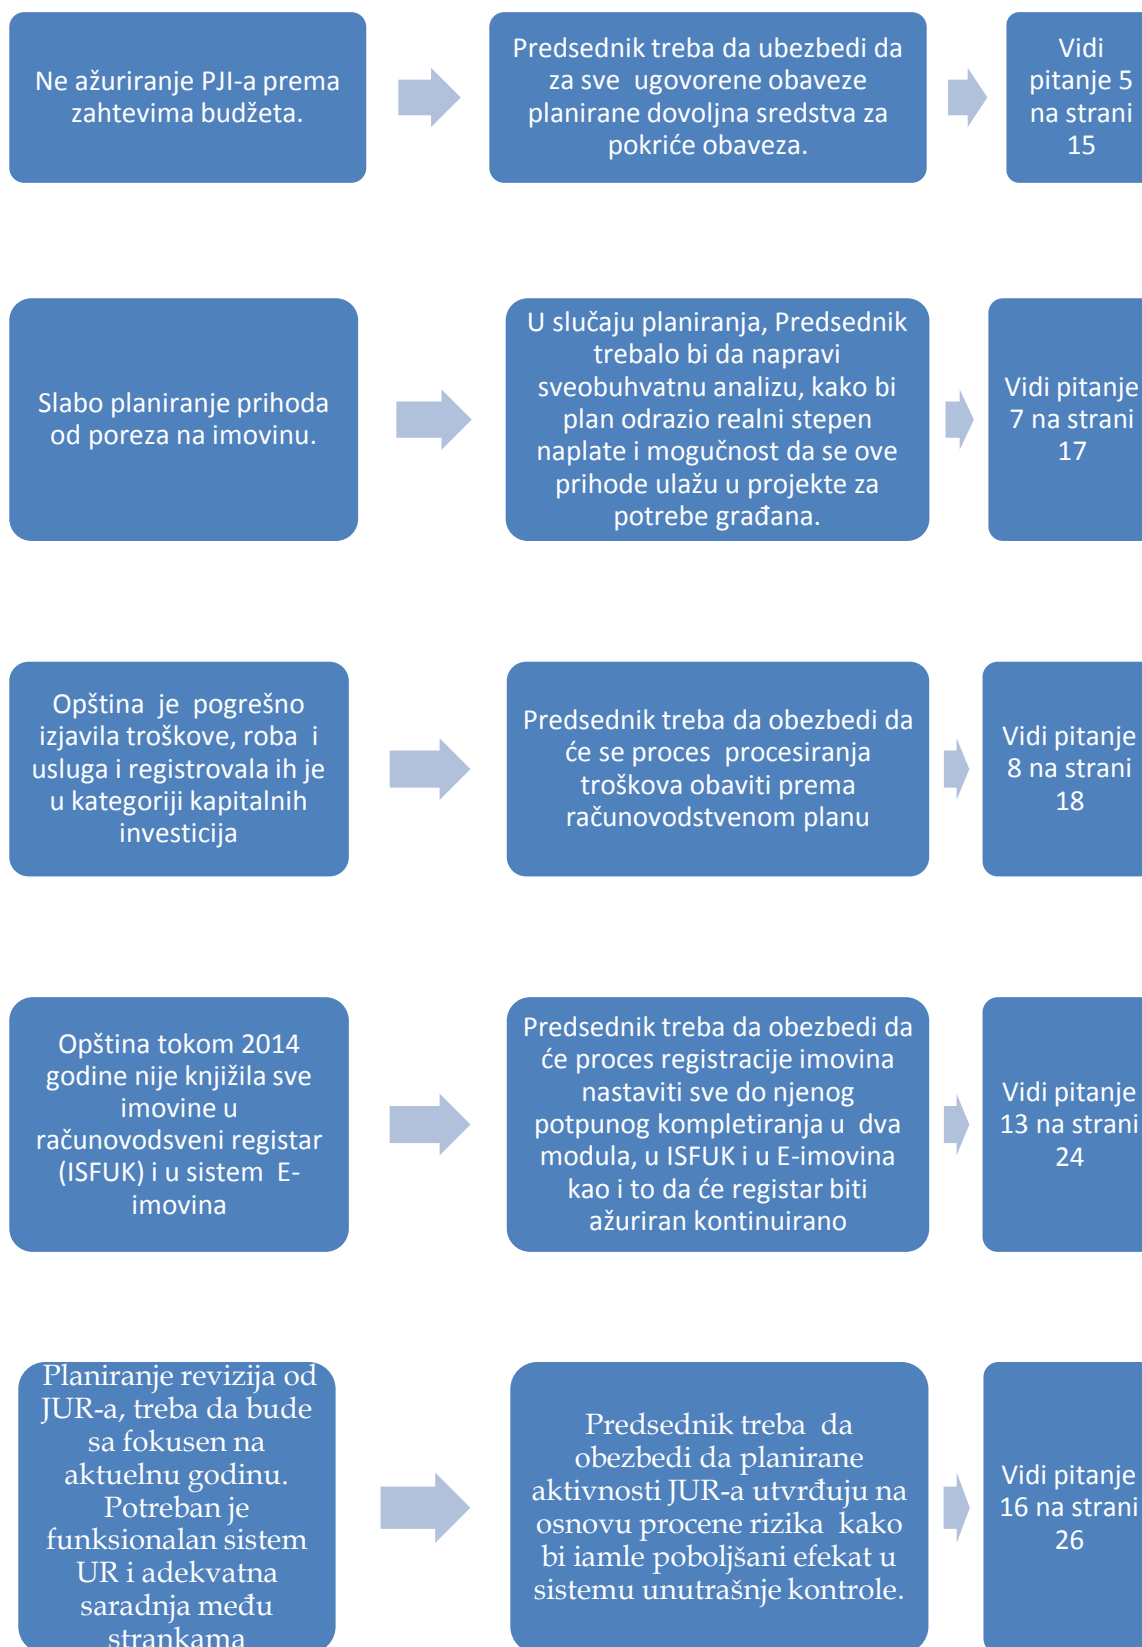 Ne ažuriranje PJI-a prema
zahtevima budžeta.
Predsednik treba da ubezbedi da
za sve  ugovorene obaveze
planirane dovoljna sredstva za
pokriće obaveza.
Vidi
pitanje 5
na strani
15
Slabo planiranje prihoda
od poreza na imovinu.
U slučaju planiranja, Predsednik
trebalo bi da napravi
sveobuhvatnu analizu, kako bi
plan odrazio realni stepen
naplate i mogučnost da se ove
prihode ulažu u projekte za
potrebe građana.
Vidi pitanje
7 na strani
17
Opština  je  pogrešno
izjavila troškove, roba  i
usluga i registrovala ih je
u kategoriji kapitalnih
investicija
Predsednik treba da obezbedi da
će se proces  procesiranja
troškova obaviti prema
računovodstvenom planu
Vidi pitanje
8 na strani
18
Opština tokom 2014
godine nije knjižila sve
imovine u
računovodsveni registar
(ISFUK) i u sistem  E-
imovina
Predsednik treba da obezbedi da
će proces registracije imovina
nastaviti sve do njenog
potpunog kompletiranja u  dva
modula, u ISFUK i u E-imovina
kao i to da će registar biti
ažuriran kontinuirano
Vidi pitanje
13 na strani
24
Planiranje revizija od
JUR-a, treba da bude
sa fokusen na
aktuelnu godinu.
Potreban je
funksionalan sistem
UR i adekvatna
saradnja među
strankama
Predsednik treba  da
obezbedi da planirane
aktivnosti JUR-a utvrđuju na
osnovu procene rizika  kako
bi iamle poboljšani efekat u
sistemu unutrašnje kontrole.
Vidi pitanje
16 na strani
26